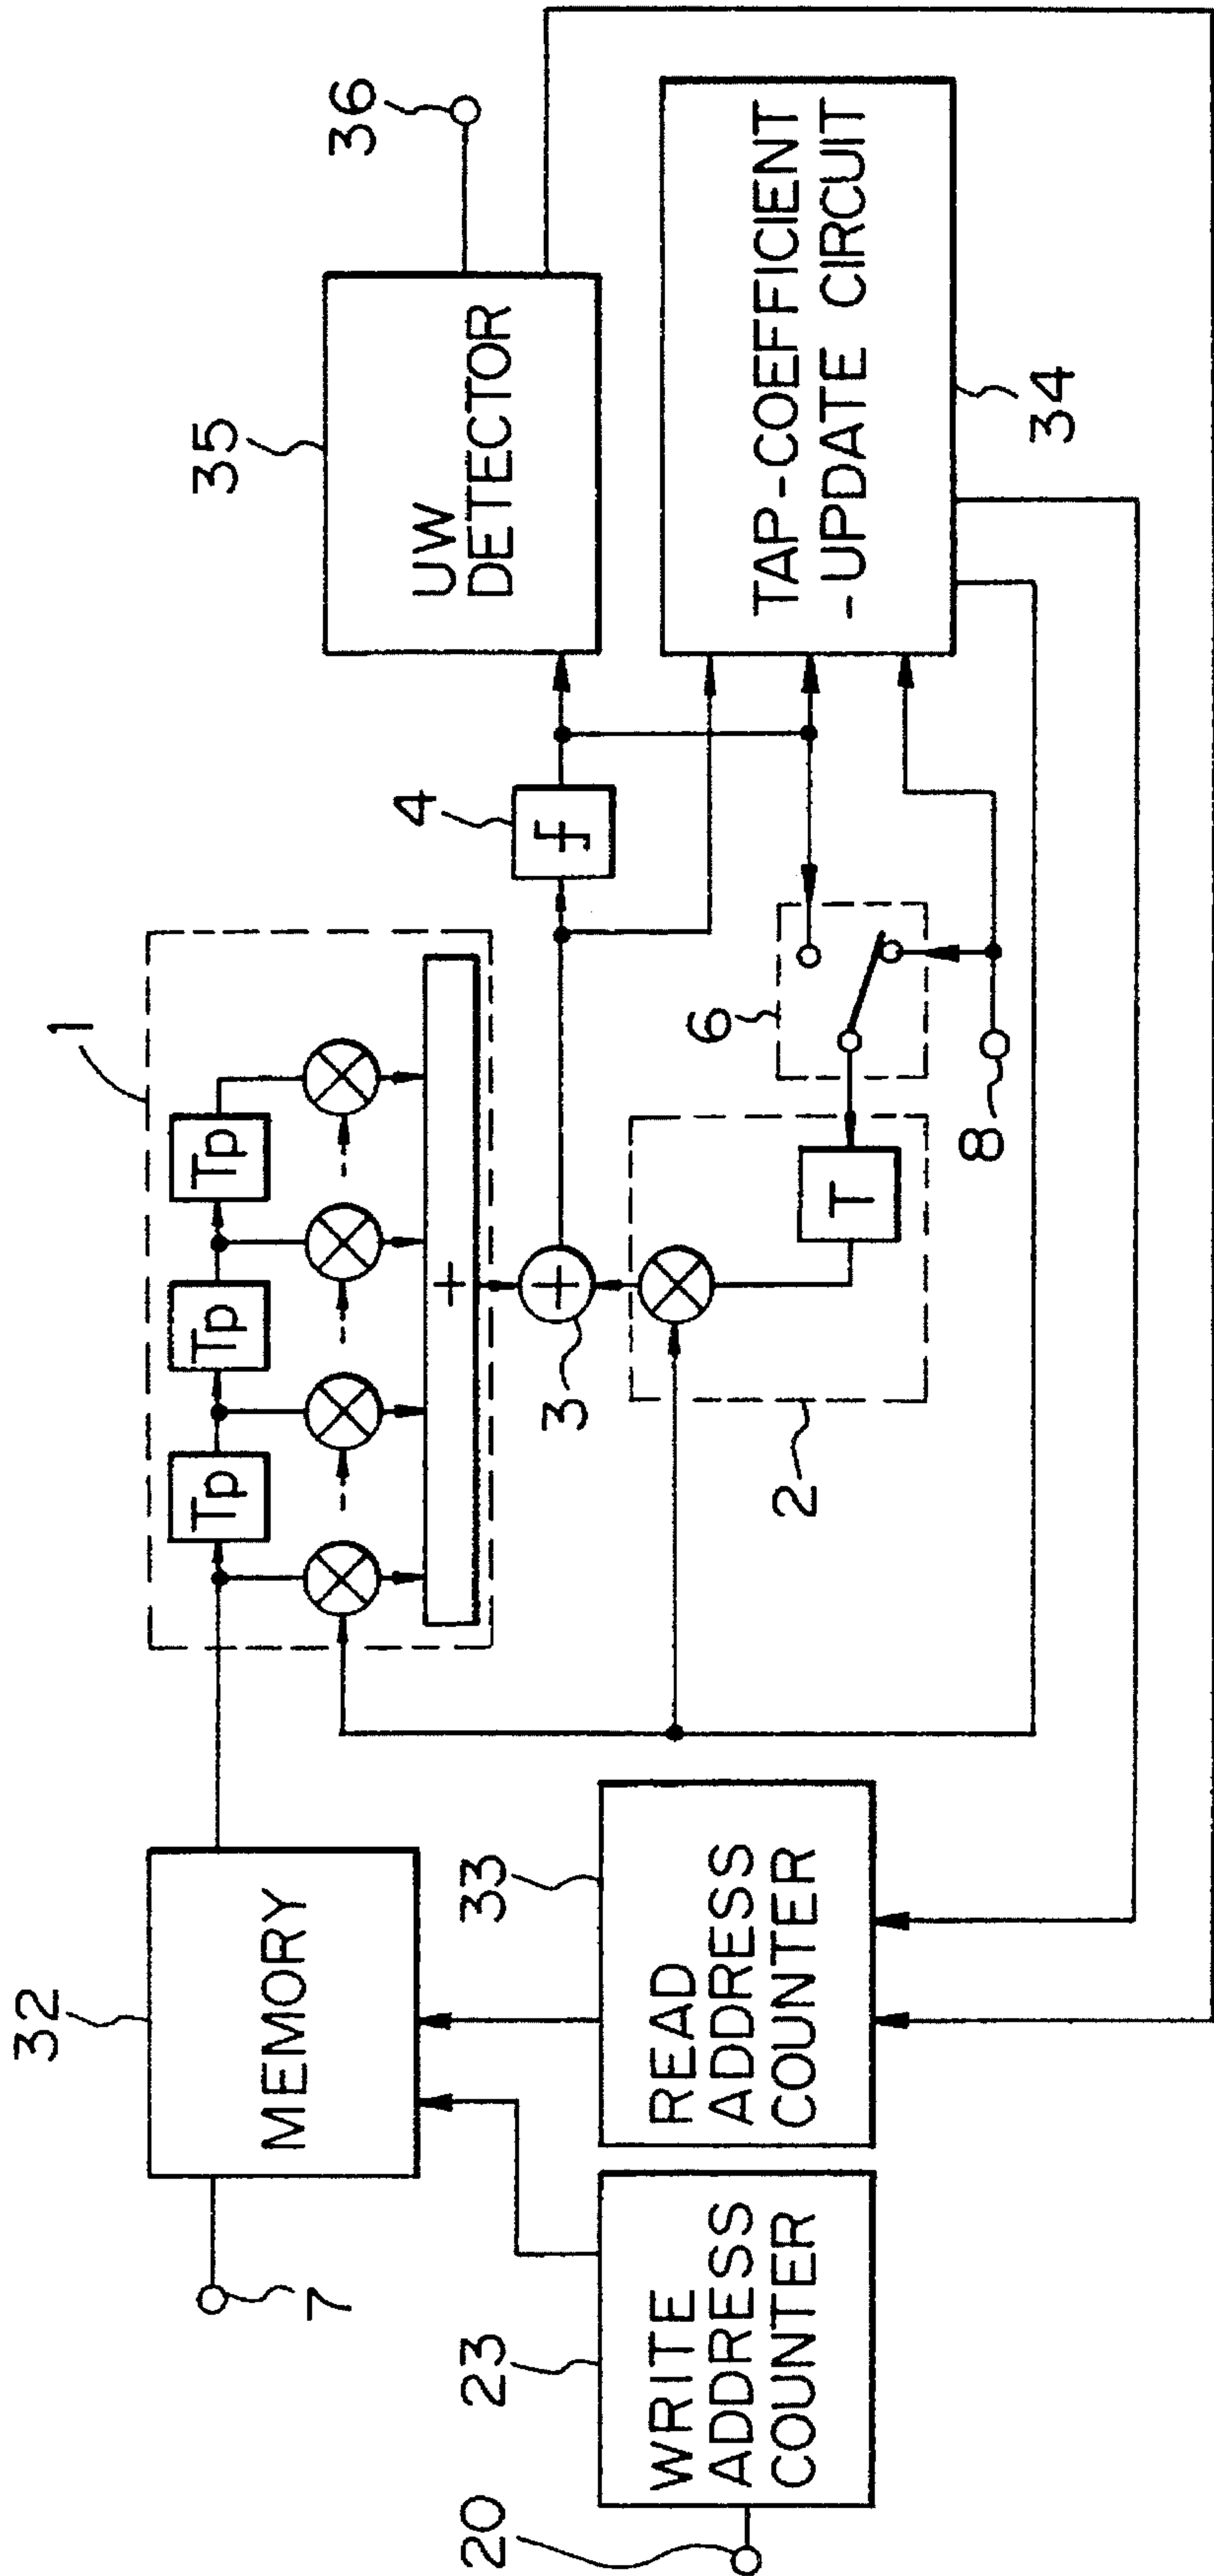 1
Tp
Tp
Tp
+
32
MEMORY
7
33
READ
ADDRESS
COUNTER
23
WRITE
ADDRESS
COUNTER
20
3
+
4
f
35
UW
DETECTOR
36
2
T
6
8
TAP-COEFFICIENT
-UPDATE CIRCUIT
34